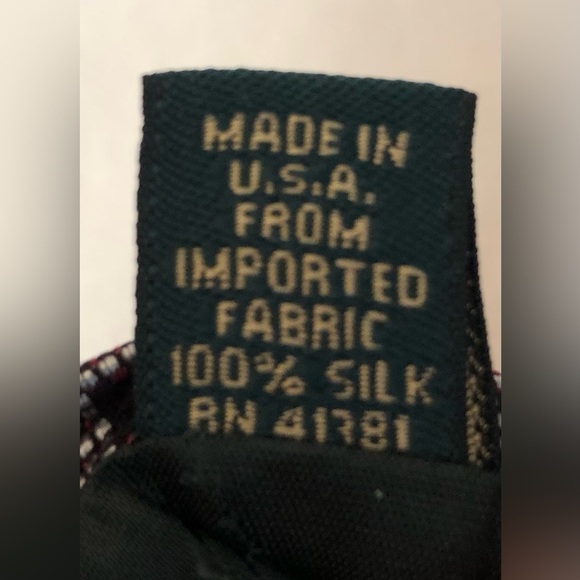 MADE IN
U.S.A.
FROM
IMPORTED
FABRIC
100% SILK
RN 41381